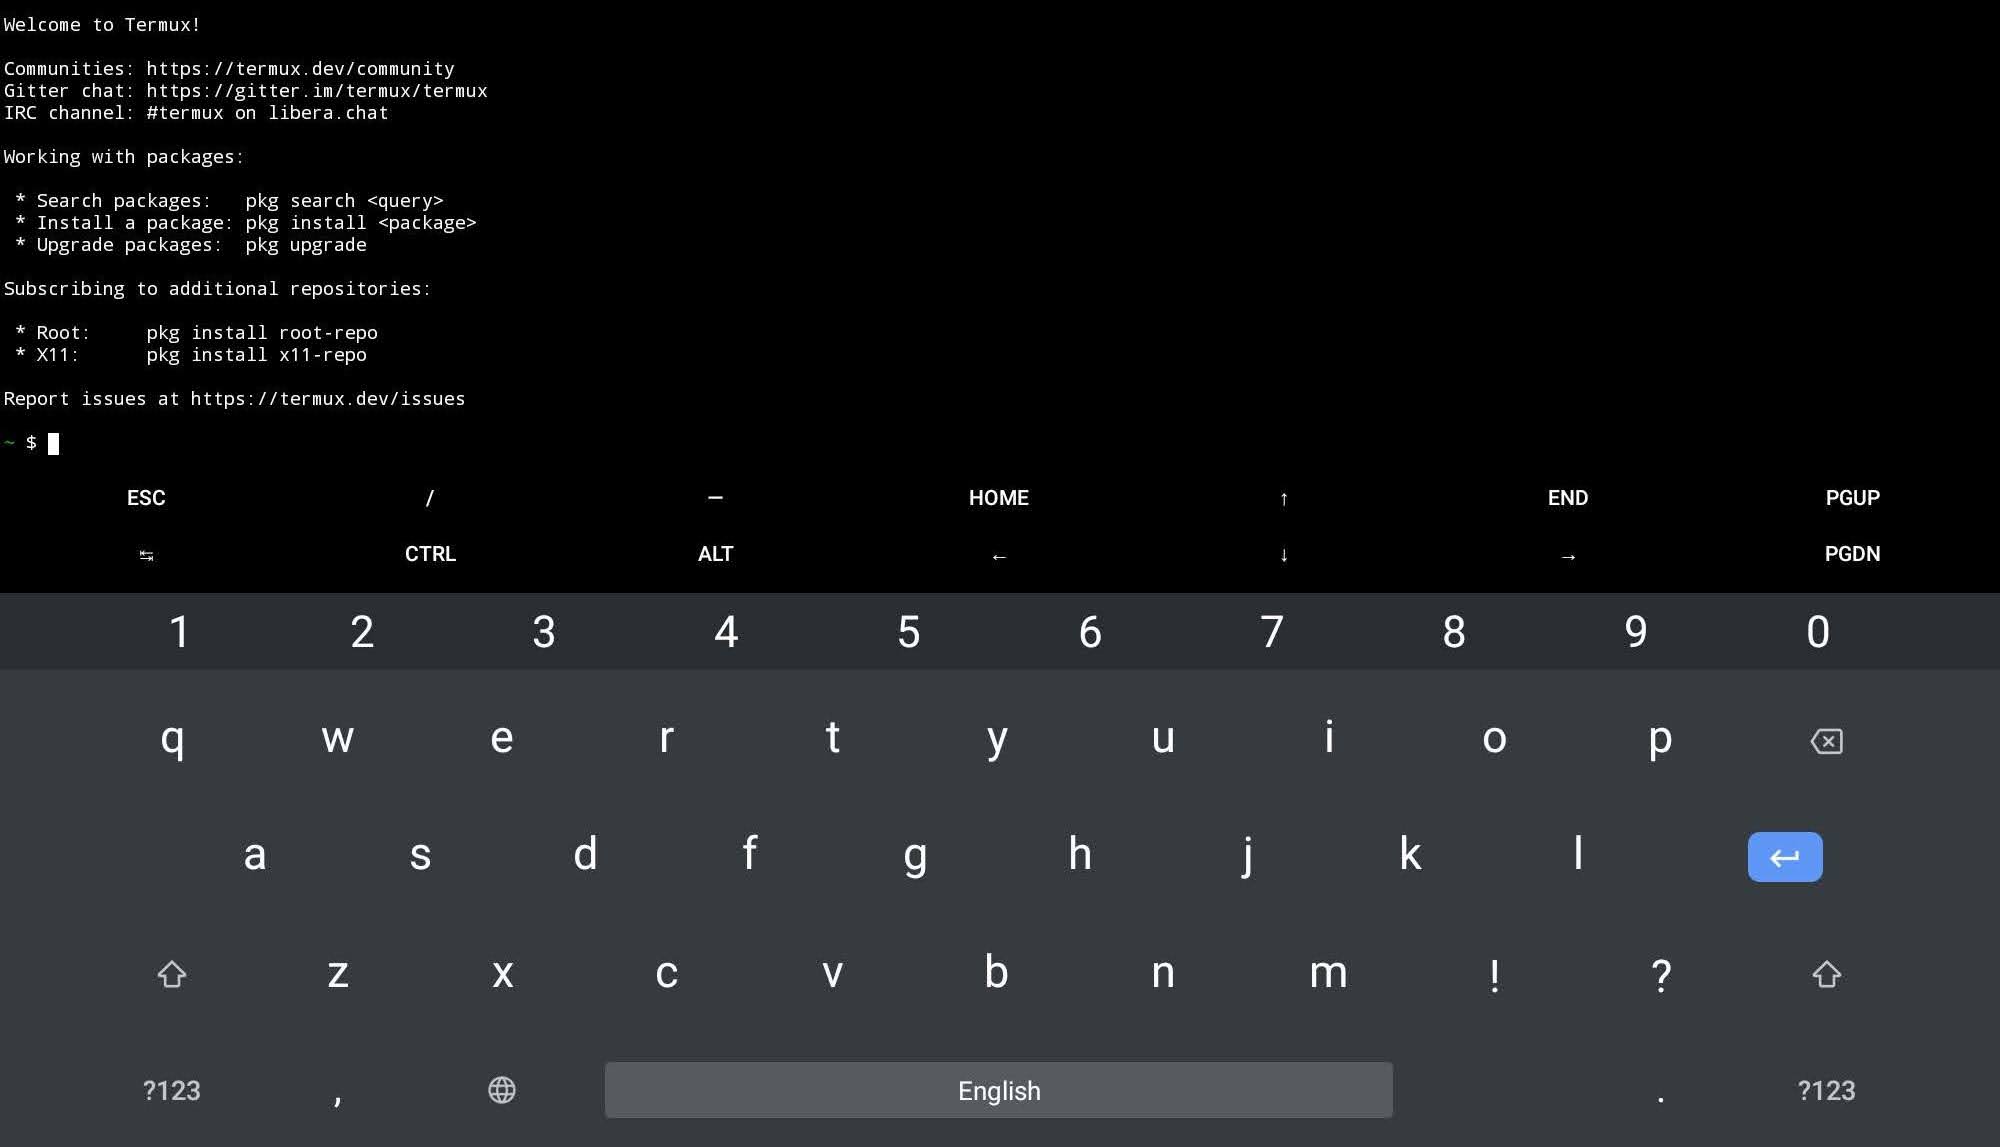 Welcome to Termux!
Communities: https://termux.dev/community
Gitter chat: https://gitter.im/termux/termux
IRC channel: #termux on libera.chat
Working with packages:
* Search packages:   pkg search <query>
* Install a package: pkg install <package>
* Upgrade packages:  pkg upgrade
Subscribing to additional repositories:
* Root:     pkg install root-repo
* X11:      pkg install x11-repo
Report issues at https://termux.dev/issues
~ $
ESC / — HOME ↑ END PGUP
↹ CTRL ALT ← ↓ → PGDN
1 2 3 4 5 6 7 8 9 0
q w e r t y u i o p
a s d f g h j k l
z x c v b n m ! ?
?123 , English . ?123